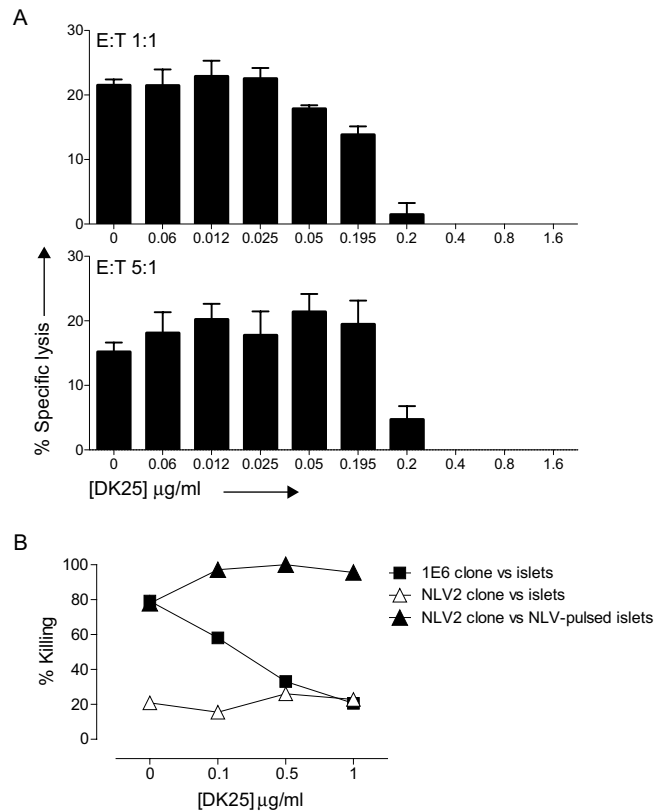 A
E:T 1:1
30
20
10
0
0 0.06 0.012 0.025 0.05 0.195 0.2 0.4 0.8 1.6
E:T 5:1
30
20
10
0
0 0.06 0.012 0.025 0.05 0.195 0.2 0.4 0.8 1.6
% Specific lysis
[DK25] µg/ml
B
100
80
60
40
20
0
% Killing
0 0.1 0.5 1
[DK25] µg/ml
1E6 clone vs islets
NLV2 clone vs islets
NLV2 clone vs NLV-pulsed islets